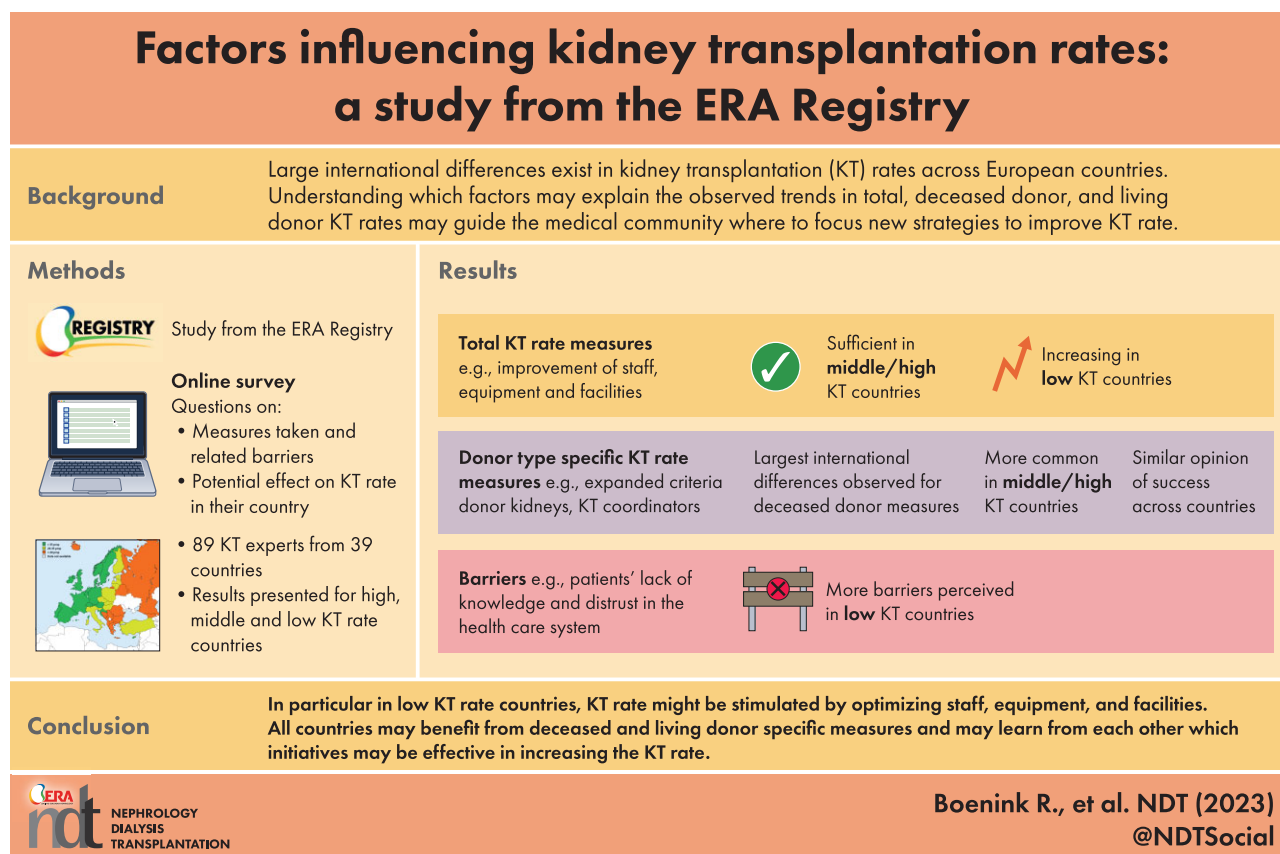 Factors influencing kidney transplantation rates:
a study from the ERA Registry
Background
Large international differences exist in kidney transplantation (KT) rates across European countries.
Understanding which factors may explain the observed trends in total, deceased donor, and living
donor KT rates may guide the medical community where to focus new strategies to improve KT rate.
Methods
REGISTRY
Study from the ERA Registry
Online survey
Questions on:
• Measures taken and
related barriers
• Potential effect on KT rate
in their country
• 89 KT experts from 39
countries
• Results presented for high,
middle and low KT rate
countries
Results
Total KT rate measures
e.g., improvement of staff,
equipment and facilities
Sufficient in
middle/high
KT countries
Increasing in
low KT countries
Donor type specific KT rate
measures e.g., expanded criteria
donor kidneys, KT coordinators
Largest international
differences observed for
deceased donor measures
More common
in middle/high
KT countries
Similar opinion
of success
across countries
Barriers e.g., patients’ lack of
knowledge and distrust in the
health care system
More barriers perceived
in low KT countries
Conclusion
In particular in low KT rate countries, KT rate might be stimulated by optimizing staff, equipment, and facilities.
All countries may benefit from deceased and living donor specific measures and may learn from each other which
initiatives may be effective in increasing the KT rate.
ERA
ndt
NEPHROLOGY
DIALYSIS
TRANSPLANTATION
Boenink R., et al. NDT (2023)
@NDTSocial